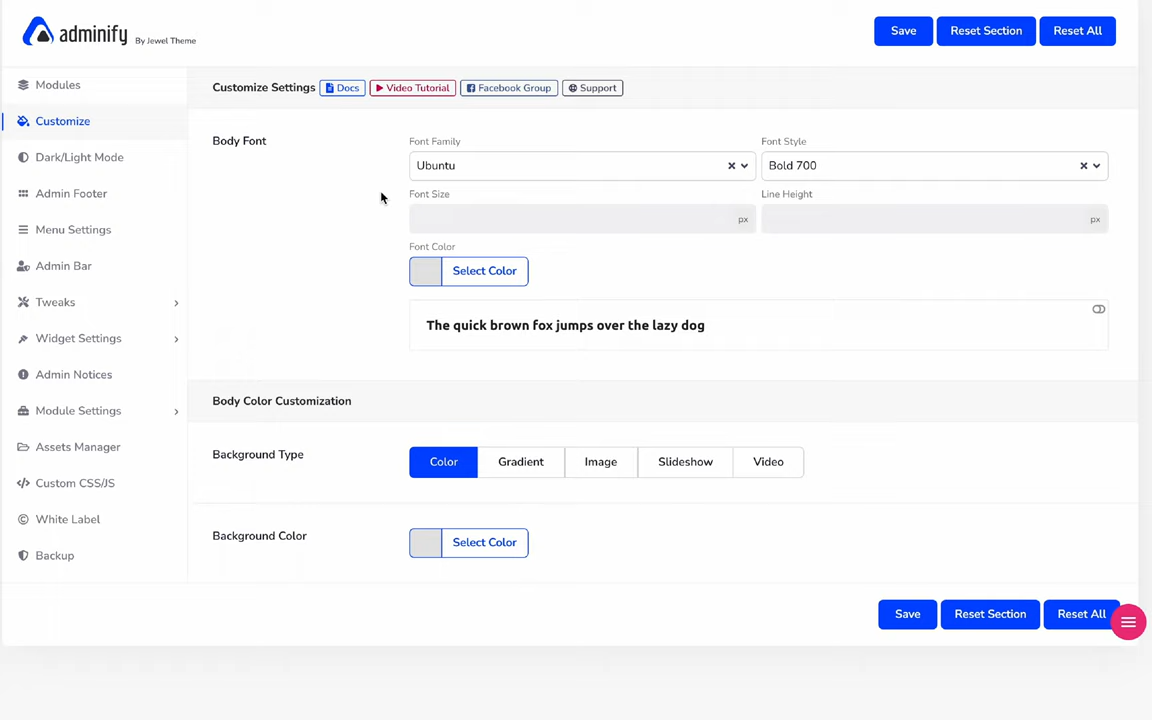 adminify By Jewel Theme
Save Reset Section Reset All
Modules
Customize
Dark/Light Mode
Admin Footer
Menu Settings
Admin Bar
Tweaks
Widget Settings
Admin Notices
Module Settings
Assets Manager
Custom CSS/JS
White Label
Backup
Customize Settings Docs Video Tutorial Facebook Group Support
Body Font
Font Family Font Style
Ubuntu Bold 700
Font Size Line Height
px px
Font Color
Select Color
The quick brown fox jumps over the lazy dog
Body Color Customization
Background Type
Color Gradient Image Slideshow Video
Background Color
Select Color
Save Reset Section Reset All